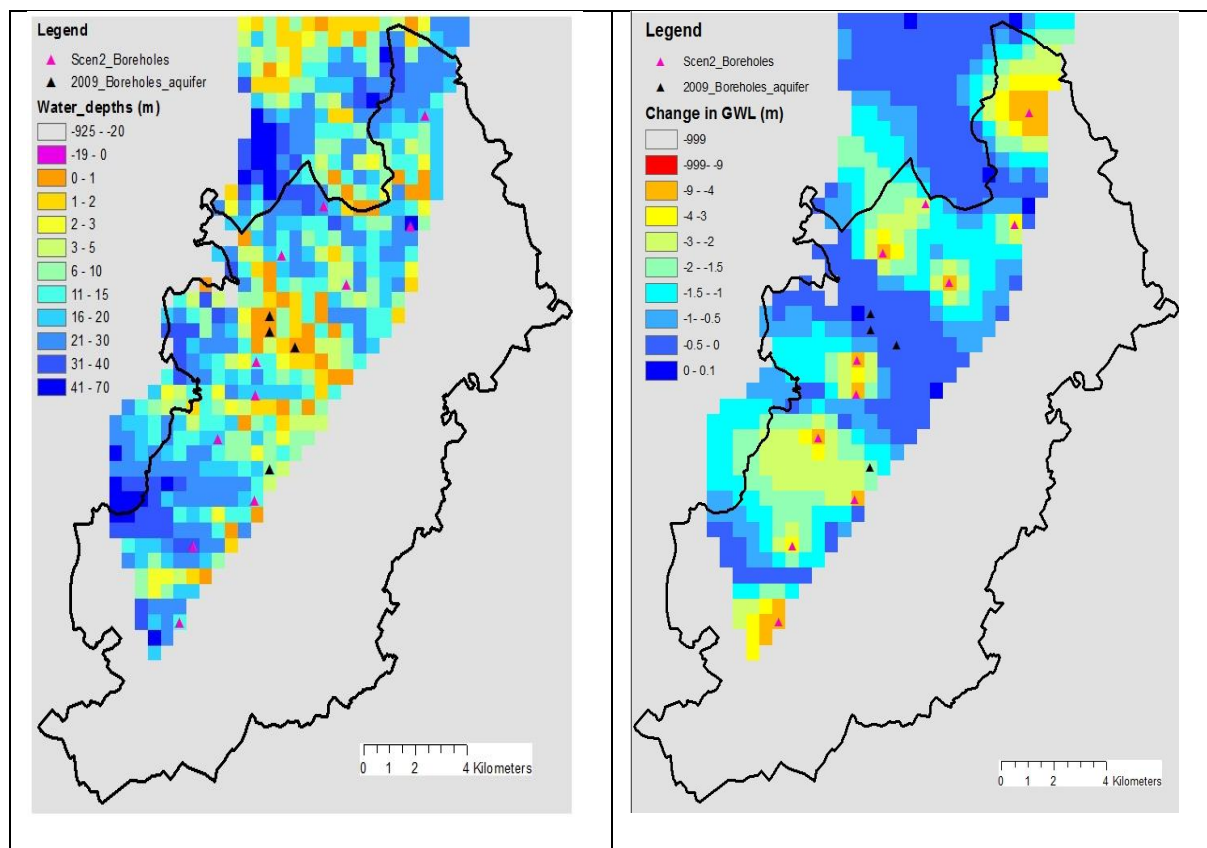 Legend
Scen2_Boreholes
2009_Boreholes_aquifer
Water_depths (m)
-925 - -20
-19 - 0
0 - 1
1 - 2
2 - 3
3 - 5
6 - 10
11 - 15
16 - 20
21 - 30
31 - 40
41 - 70
0 1 2 4 Kilometers
Legend
Scen2_Boreholes
2009_Boreholes_aquifer
Change in GWL (m)
-999
-999- -9
-9 - -4
-4 -3
-3 - -2
-2 - -1.5
-1.5 - -1
-1 - -0.5
-0.5 - 0
0 - 0.1
0 1 2 4 Kilometers